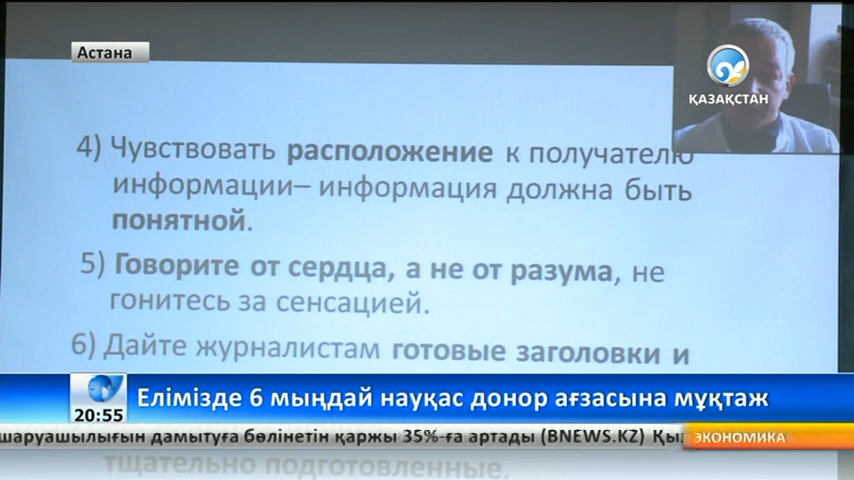 Астана
ҚАЗАҚСТАН
4) Чувствовать расположение к получателю
информации– информация должна быть
понятной.
5) Говорите от сердца, а не от разума, не
гонитесь за сенсацией.
6) Дайте журналистам готовые заголовки и
Елімізде 6 мыңдай науқас донор ағзасына мұқтаж
20:55
шаруашылығын дамытуға бөлінетін қаржы 35%-ға артады (BNEWS.KZ)
ЭКОНОМИКА
тщательно подготовленные.